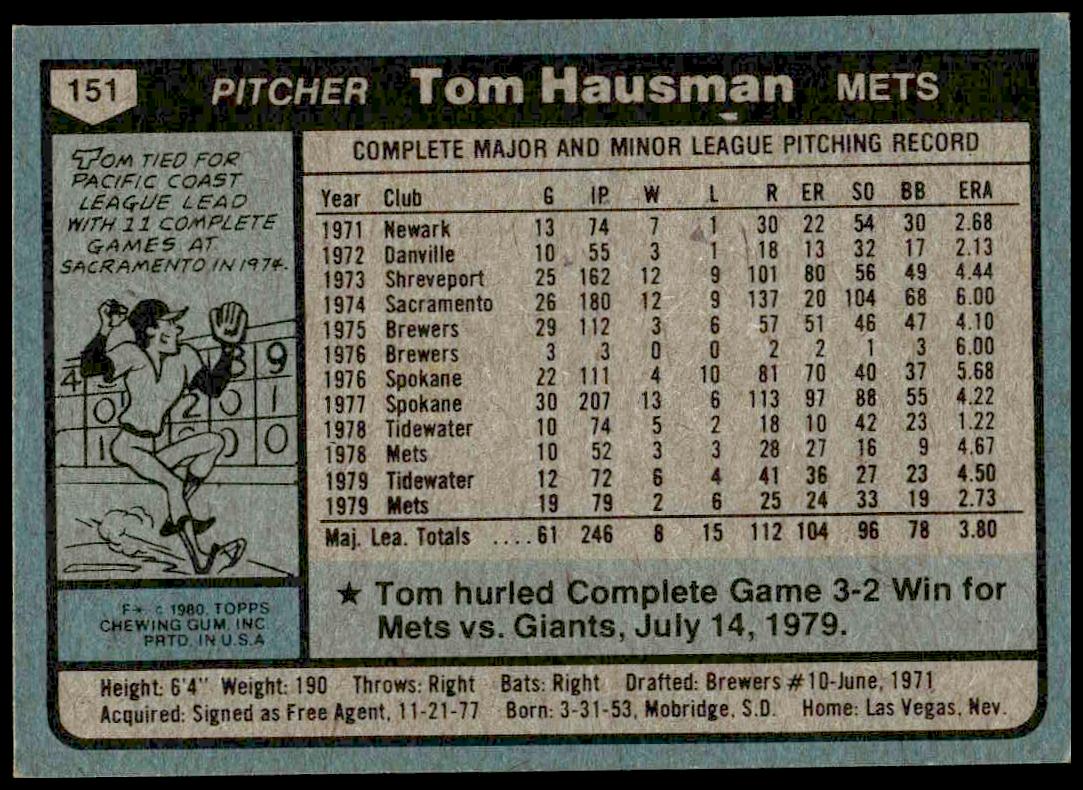 151 PITCHER Tom Hausman METS
TOM TIED FOR
PACIFIC COAST
LEAGUE LEAD
WITH 11 COMPLETE
GAMES AT
SACRAMENTO IN 1974.
3 9
4
0 2 0 1
1 0 0
F* © 1980, TOPPS
CHEWING GUM, INC
PRTD. IN U.S.A
COMPLETE MAJOR AND MINOR LEAGUE PITCHING RECORD
Year Club G IP W L R ER SO BB ERA
1971 Newark 13 74 7 1 30 22 54 30 2.68
1972 Danville 10 55 3 1 18 13 32 17 2.13
1973 Shreveport 25 162 12 9 101 80 56 49 4.44
1974 Sacramento 26 180 12 9 137 20 104 68 6.00
1975 Brewers 29 112 3 6 57 51 46 47 4.10
1976 Brewers 3 3 0 0 2 2 1 3 6.00
1976 Spokane 22 111 4 10 81 70 40 37 5.68
1977 Spokane 30 207 13 6 113 97 88 55 4.22
1978 Tidewater 10 74 5 2 18 10 42 23 1.22
1978 Mets 10 52 3 3 28 27 16 9 4.67
1979 Tidewater 12 72 6 4 41 36 27 23 4.50
1979 Mets 19 79 2 6 25 24 33 19 2.73
Maj. Lea. Totals ....61 246 8 15 112 104 96 78 3.80
★ Tom hurled Complete Game 3-2 Win for
Mets vs. Giants, July 14, 1979.
Height: 6'4" Weight: 190 Throws: Right Bats: Right Drafted: Brewers #10-June, 1971
Acquired: Signed as Free Agent, 11-21-77 Born: 3-31-53, Mobridge, S.D. Home: Las Vegas, Nev.